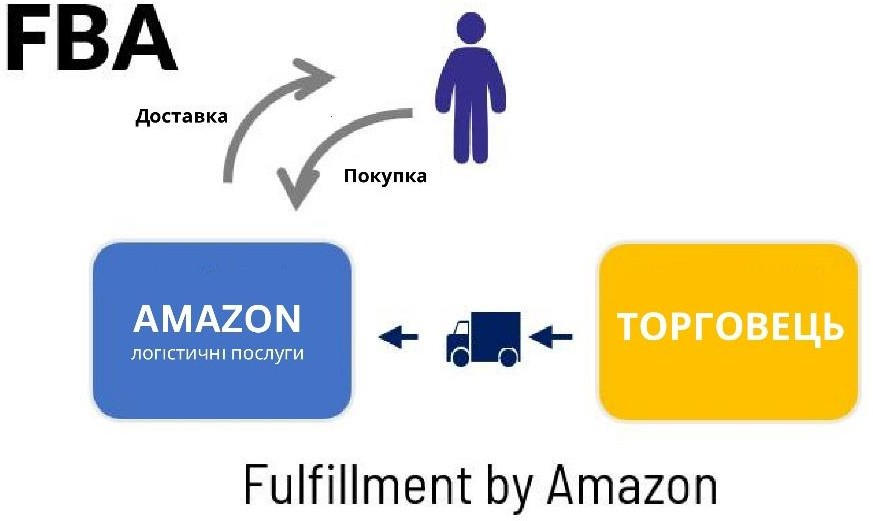 FBA
Доставка
Покупка
AMAZON
логістичні послуги
ТОРГОВЕЦЬ
Fulfillment by Amazon